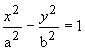 x²/a² − y²/b² = 1